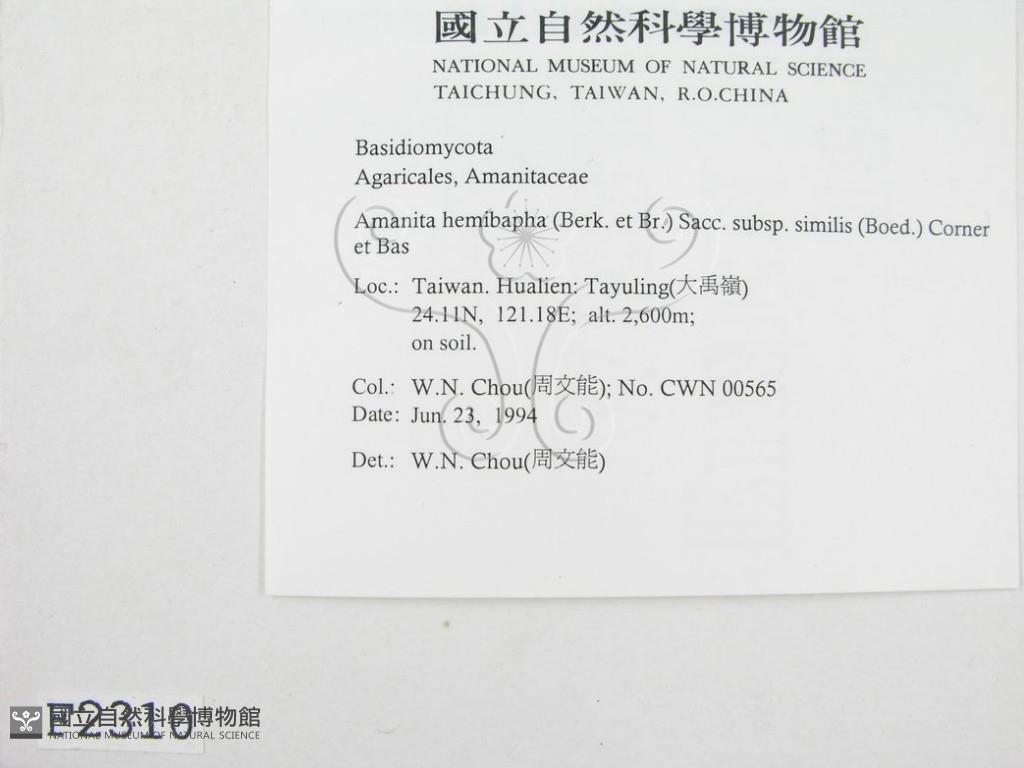 國立自然科學博物館
NATIONAL MUSEUM OF NATURAL SCIENCE
TAICHUNG, TAIWAN, R.O.CHINA
Basidiomycota
Agaricales, Amanitaceae
Amanita hemibapha (Berk. et Br.) Sacc. subsp. similis (Boed.) Corner
et Bas
Loc.: Taiwan. Hualien: Tayuling(大禹嶺)
24.11N, 121.18E; alt. 2,600m;
on soil.
Col.: W.N. Chou(周文能); No. CWN 00565
Date: Jun. 23, 1994
Det.: W.N. Chou(周文能)
F2310
國立自然科學博物館
NATIONAL MUSEUM OF NATURAL SCIENCE